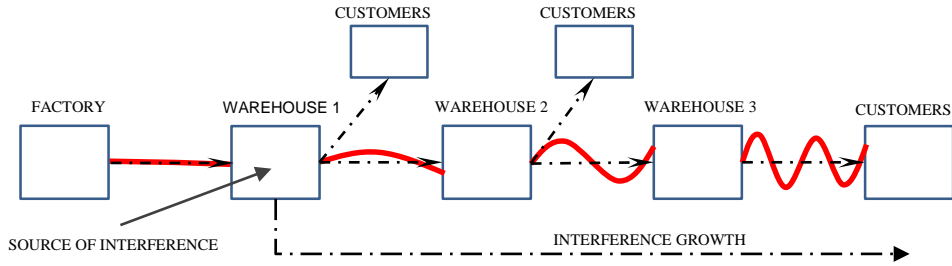 CUSTOMERS
CUSTOMERS
FACTORY
WAREHOUSE 1
WAREHOUSE 2
WAREHOUSE 3
CUSTOMERS
SOURCE OF INTERFERENCE
INTERFERENCE GROWTH